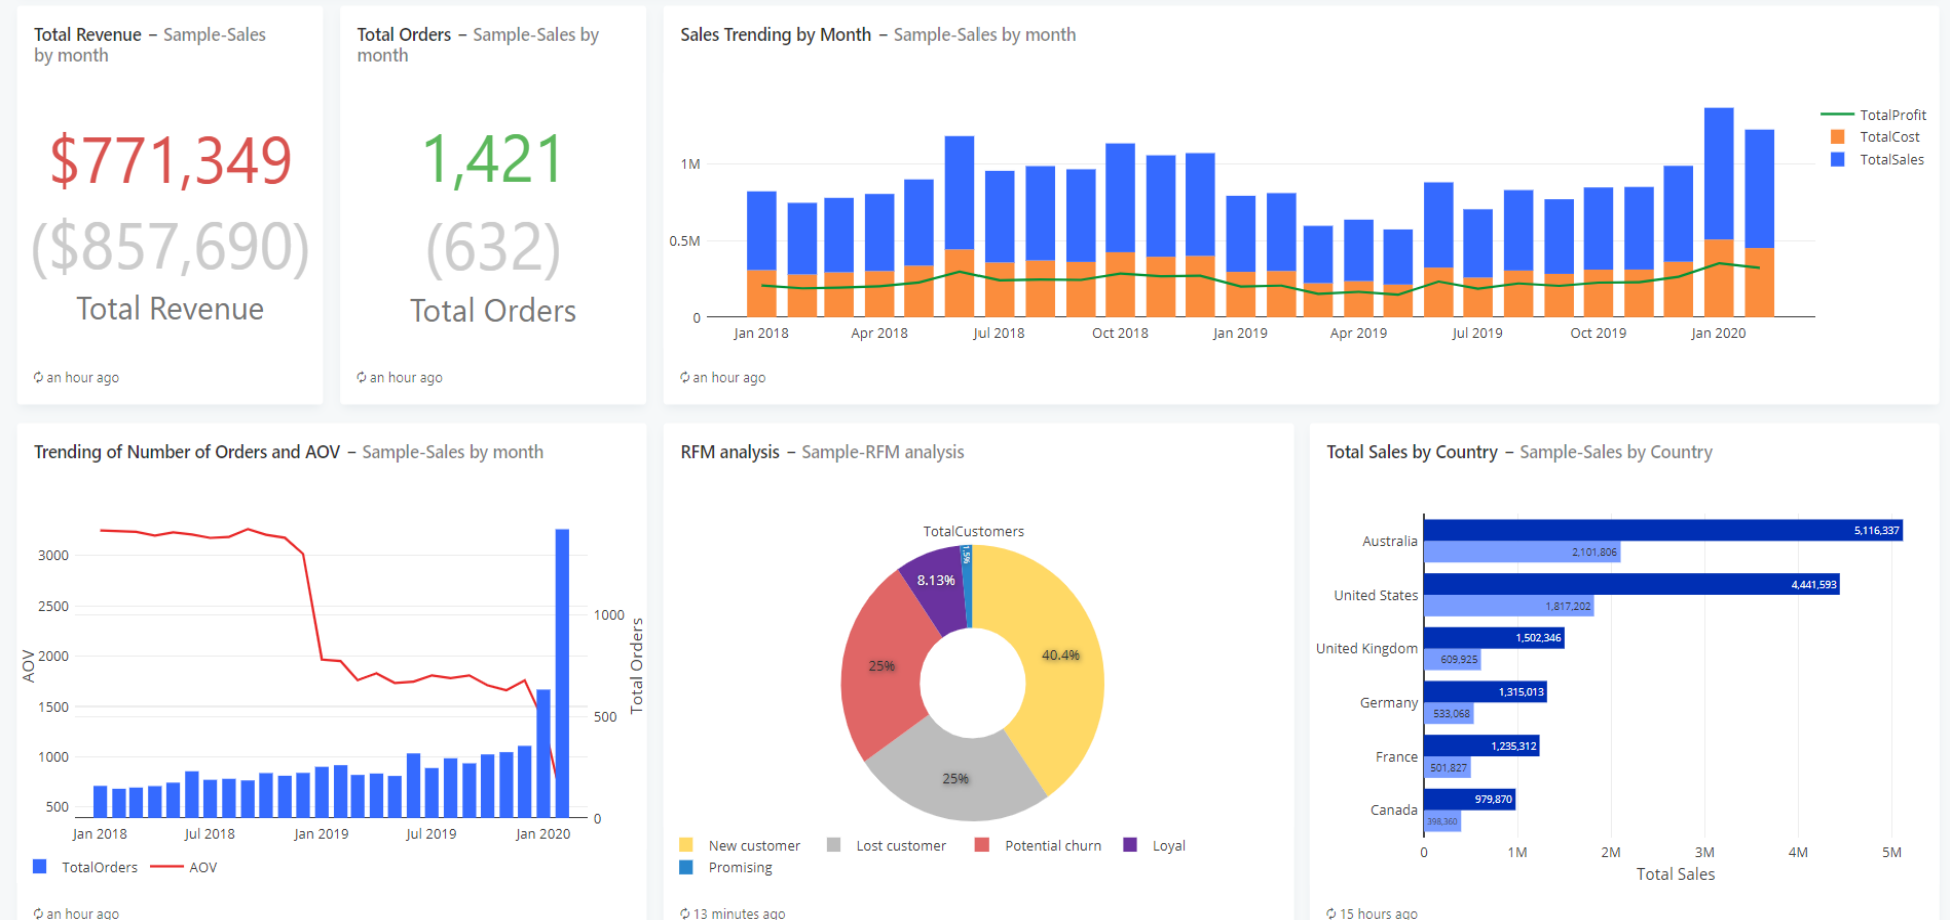 Total Revenue – Sample-Sales
by month
$771,349
($857,690)
Total Revenue
an hour ago
Total Orders – Sample-Sales by
month
1,421
(632)
Total Orders
an hour ago
Sales Trending by Month – Sample-Sales by month
1M
0.5M
0
Jan 2018 Apr 2018 Jul 2018 Oct 2018 Jan 2019 Apr 2019 Jul 2019 Oct 2019 Jan 2020
TotalProfit
TotalCost
TotalSales
an hour ago
Trending of Number of Orders and AOV – Sample-Sales by month
AOV
3000
2500
2000
1500
1000
500
1000
500
0
Total Orders
Jan 2018 Jul 2018 Jan 2019 Jul 2019 Jan 2020
TotalOrders AOV
an hour ago
RFM analysis – Sample-RFM analysis
TotalCustomers
1.5%
8.13%
40.4%
25%
25%
New customer Lost customer Potential churn Loyal
Promising
13 minutes ago
Total Sales by Country – Sample-Sales by Country
Australia 5,116,337
2,101,806
United States 4,441,593
1,817,202
United Kingdom 1,502,346
609,925
Germany 1,315,013
533,068
France 1,235,312
501,827
Canada 979,870
398,360
0 1M 2M 3M 4M 5M
Total Sales
15 hours ago